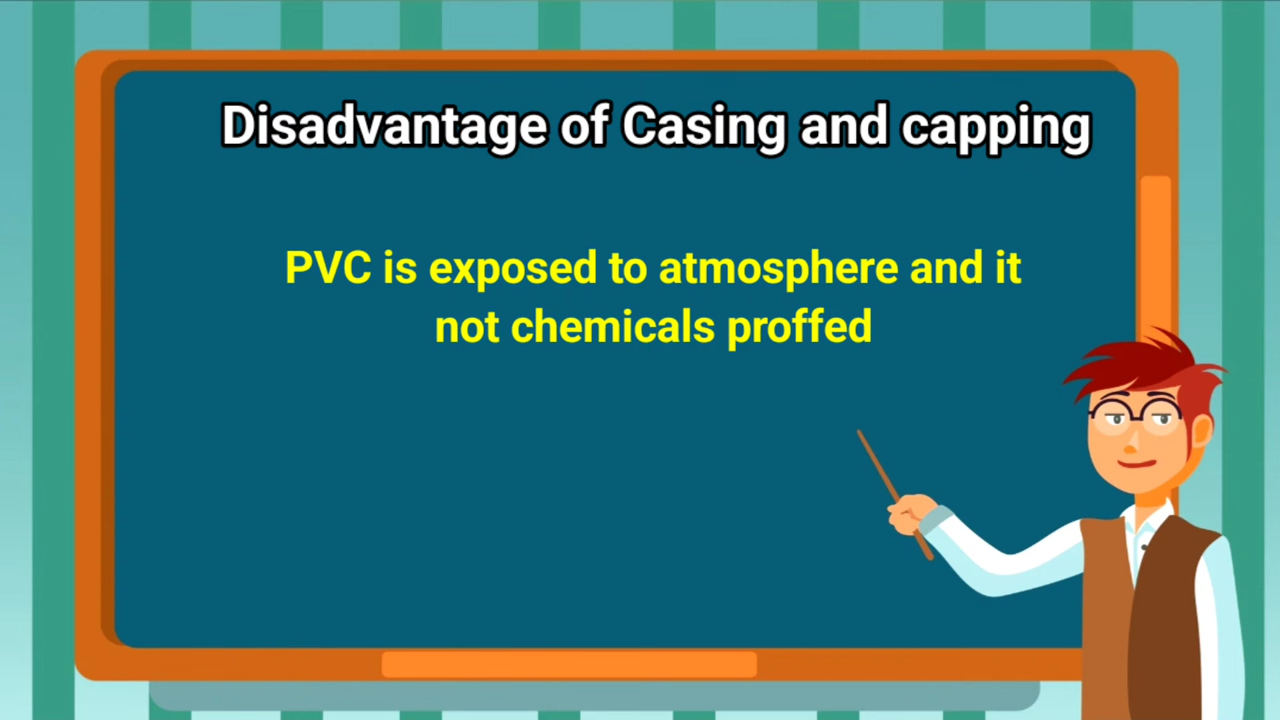 Disadvantage of Casing and capping
PVC is exposed to atmosphere and it
not chemicals proffed